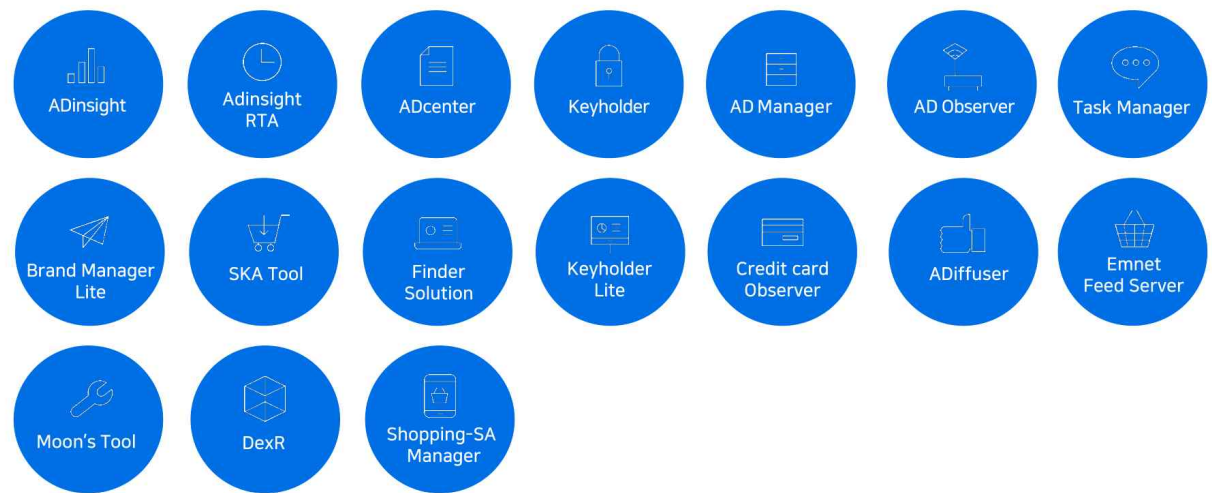 ADinsight
Adinsight
RTA
ADcenter
Keyholder
AD Manager
AD Observer
Task Manager
Brand Manager
Lite
SKA Tool
Finder
Solution
Keyholder
Lite
Credit card
Observer
ADiffuser
Emnet
Feed Server
Moon's Tool
DexR
Shopping-SA
Manager